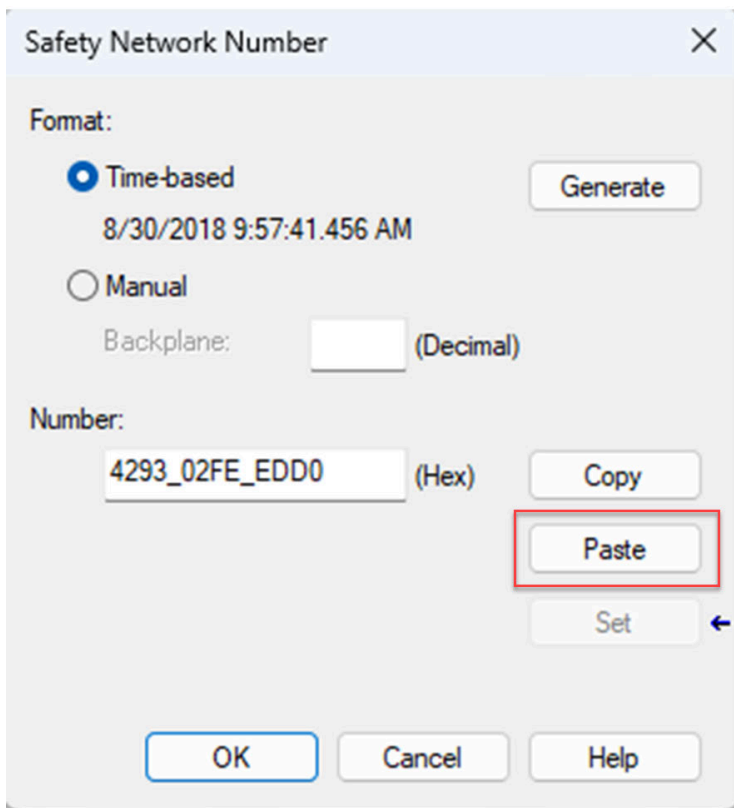 Safety Network Number
Format:
Time-based
Generate
8/30/2018 9:57:41.456 AM
Manual
Backplane:
(Decimal)
Number:
4293_02FE_EDD0
(Hex)
Copy
Paste
Set
OK
Cancel
Help